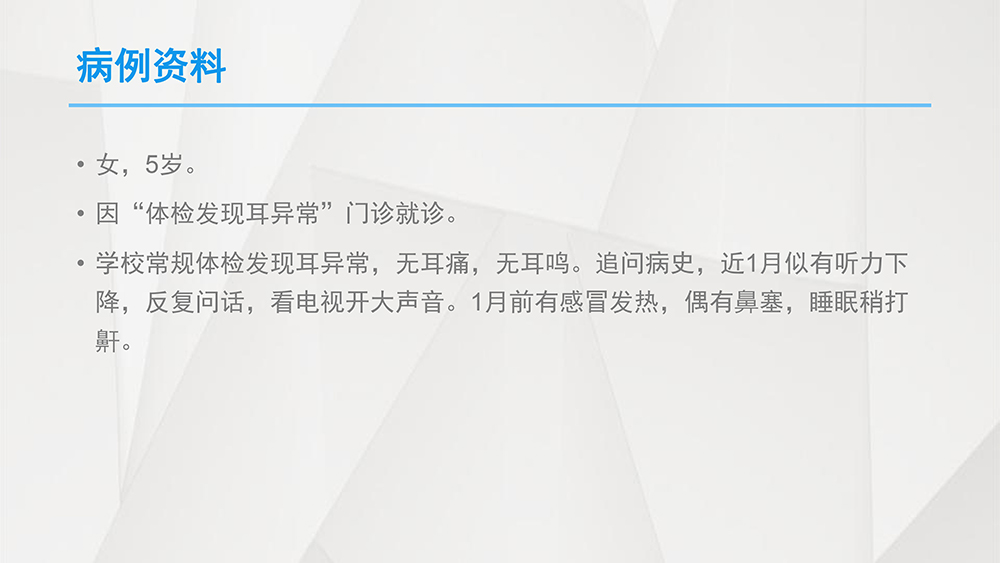 病例资料
• 女，5岁。
• 因“体检发现耳异常”门诊就诊。
• 学校常规体检发现耳异常，无耳痛，无耳鸣。追问病史，近1月似有听力下
降，反复问话，看电视开大声音。1月前有感冒发热，偶有鼻塞，睡眠稍打
鼾。